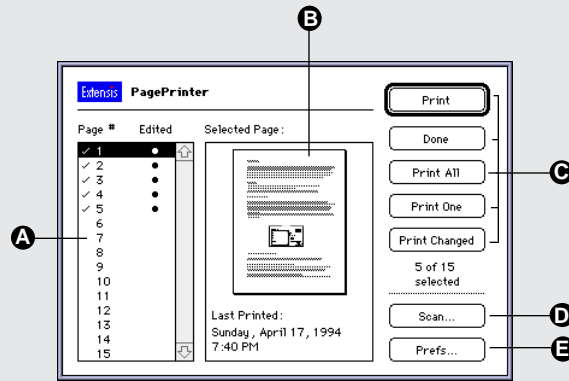 B
Extensis PagePrinter
Page # Edited
✓ 1 •
✓ 2 •
✓ 3 •
✓ 4 •
✓ 5 •
6
7
8
9
10
11
12
13
14
15
A
Selected Page:
Last Printed:
Sunday, April 17, 1994
7:40 PM
Print
Done
Print All
Print One
Print Changed
5 of 15
selected
Scan...
Prefs...
C
D
E